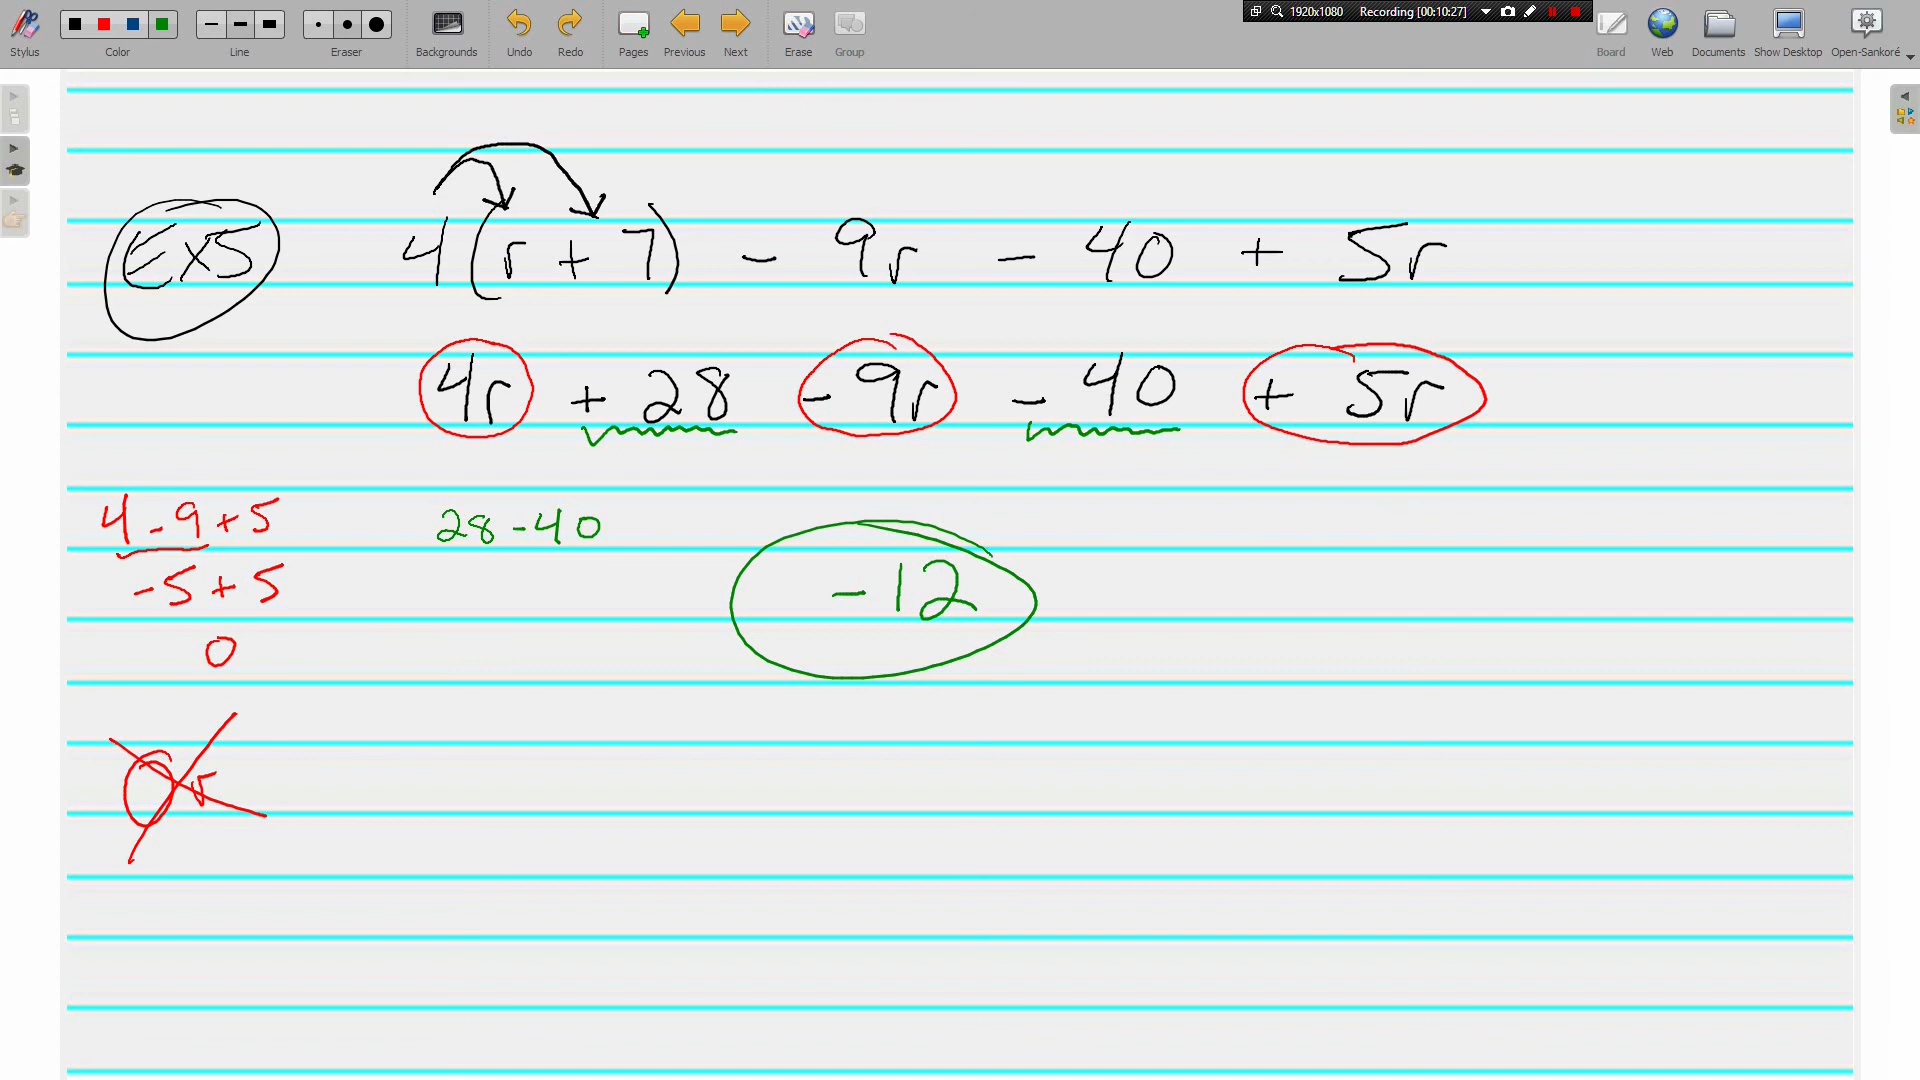 1920x1080 Recording [00:10:27]
Stylus Color Line Eraser Backgrounds Undo Redo Pages Previous Next Erase Group Board Web Documents Show Desktop Open-Sankoré
Ex5 4(r + 7) - 9r - 40 + 5r
4r + 28 - 9r - 40 + 5r
4 - 9 + 5 28 - 40
-5 + 5 -12
0
0r